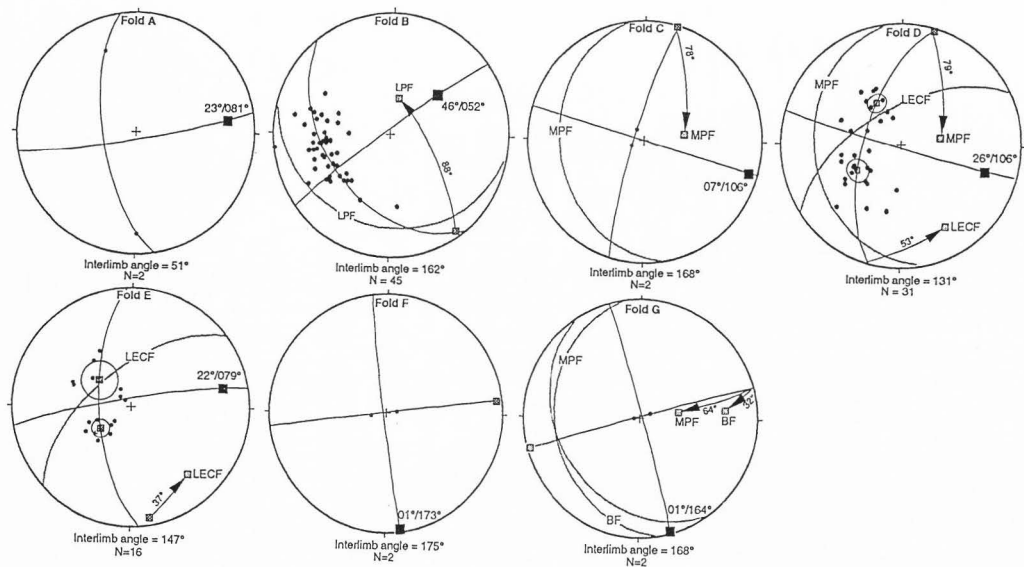 Fold A
23°/081°
Interlimb angle = 51°
N=2
Fold B
LPF
46°/052°
88°
LPF
Interlimb angle = 162°
N = 45
Fold C
78°
MPF
MPF
07°/106°
Interlimb angle = 168°
N=2
Fold D
MPF
79°
LECF
MPF
26°/106°
LECF
53°
Interlimb angle = 131°
N = 31
Fold E
LECF
22°/079°
LECF
37°
Interlimb angle = 147°
N=16
Fold F
01°/173°
Interlimb angle = 175°
N=2
Fold G
MPF
32°
64°
MPF
BF
01°/164°
BF
Interlimb angle = 168°
N=2